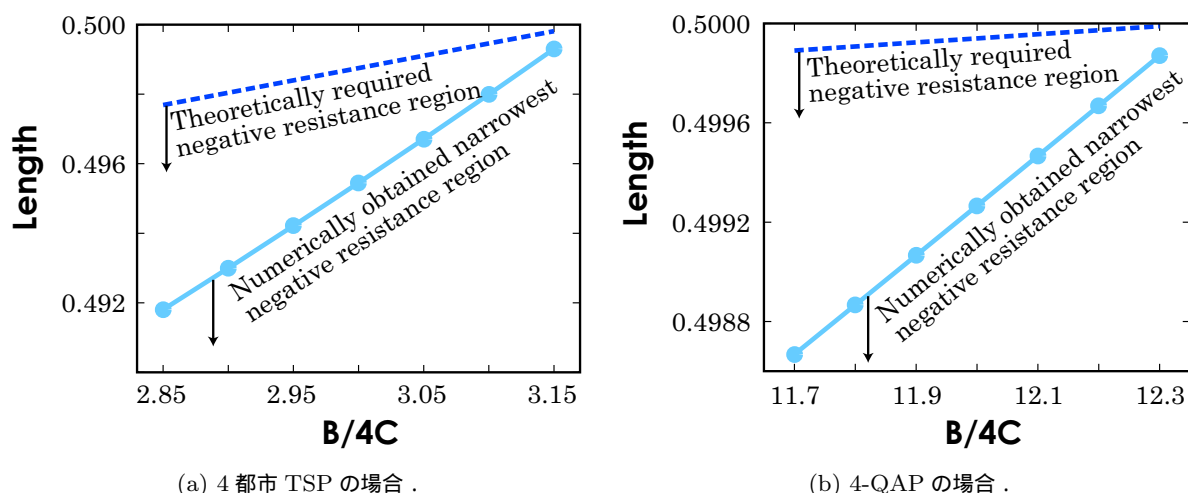 0.500
0.496
0.492
Length
Theoretically required
negative resistance region
Numerically obtained narrowest
negative resistance region
2.85
2.95
3.05
3.15
B/4C
(a) 4 都市 TSP の場合．
0.5000
0.4996
0.4992
0.4988
Length
Theoretically required
negative resistance region
Numerically obtained narrowest
negative resistance region
11.7
11.9
12.1
12.3
B/4C
(b) 4-QAP の場合．